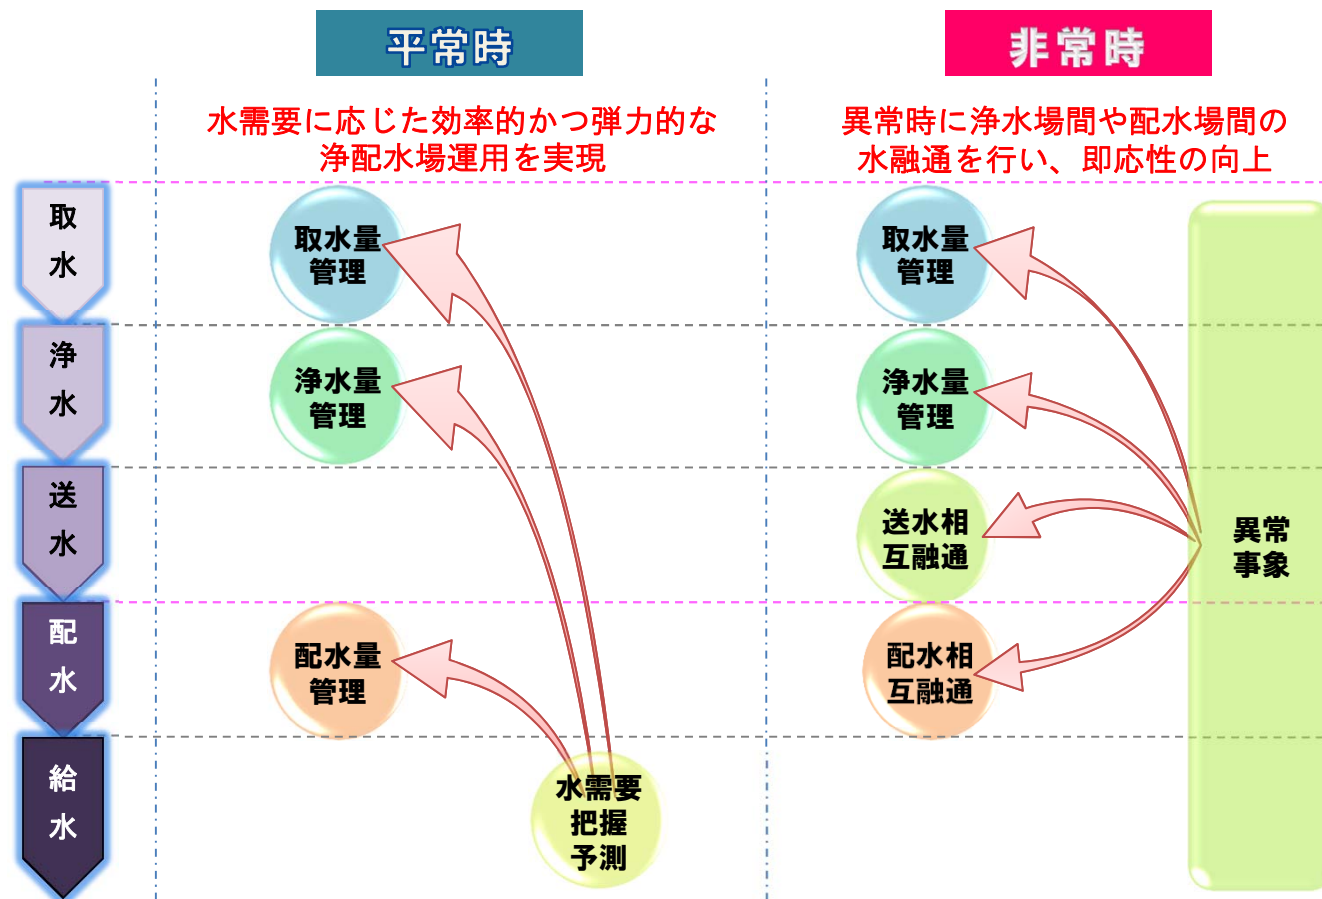 平常時
非常時
水需要に応じた効率的かつ弾力的な
浄配水場運用を実現
異常時に浄水場間や配水場間の
水融通を行い、即応性の向上
取
水
取水量
管理
取水量
管理
浄
水
浄水量
管理
浄水量
管理
送
水
送水相
互融通
異常
事象
配
水
配水量
管理
配水相
互融通
給
水
水需要
把握
予測